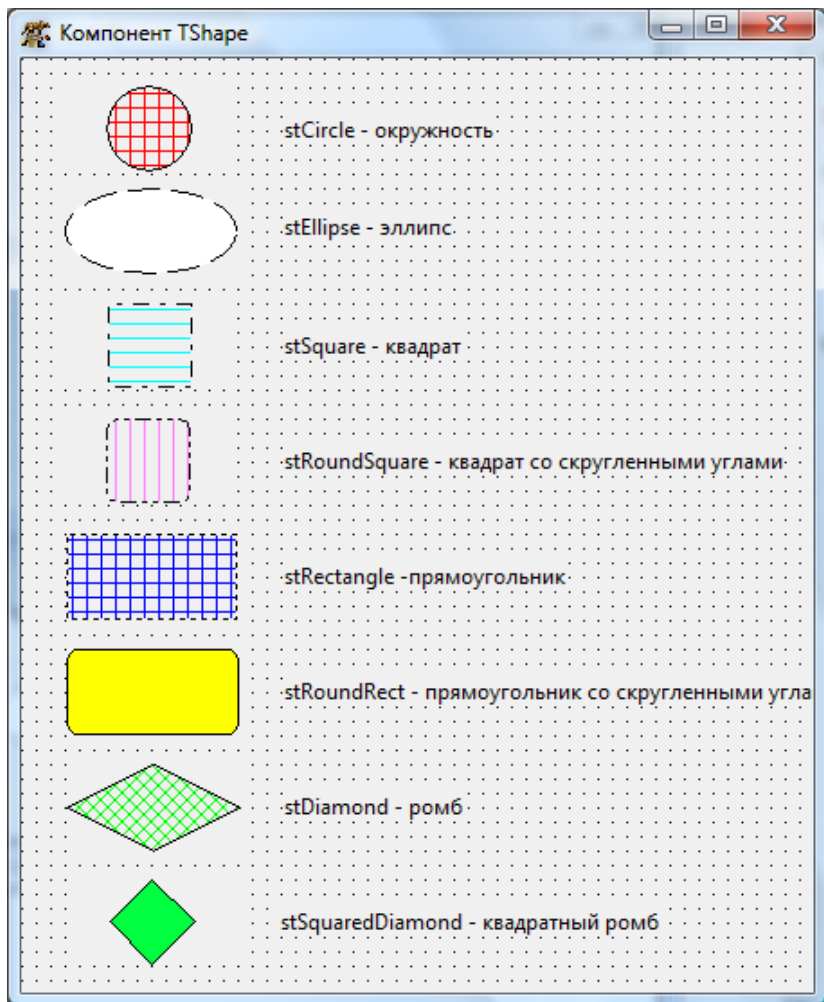 Компонент TShape
stCircle - окружность
stEllipse - эллипс
stSquare - квадрат
stRoundSquare - квадрат со скругленными углами
stRectangle -прямоугольник
stRoundRect - прямоугольник со скругленными угла
stDiamond - ромб
stSquaredDiamond - квадратный ромб